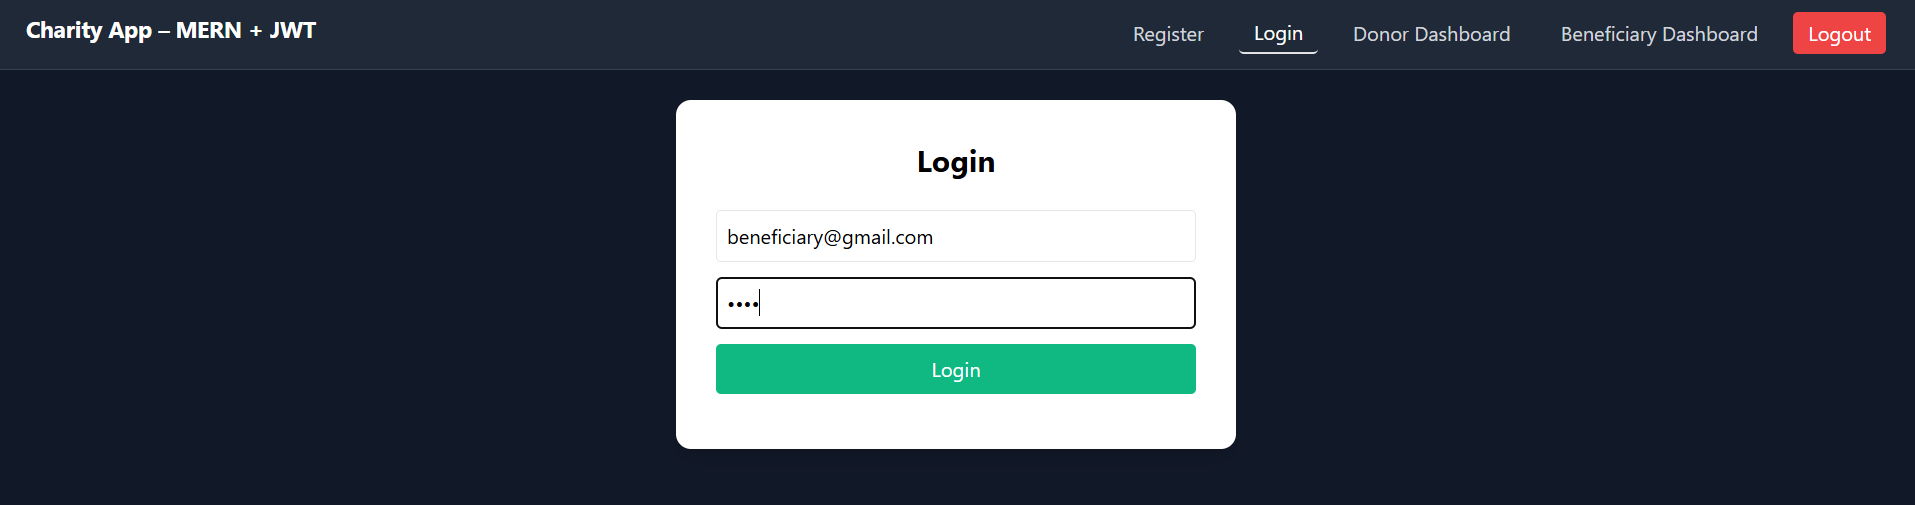 Charity App – MERN + JWT
Register Login Donor Dashboard Beneficiary Dashboard Logout
Login
beneficiary@gmail.com
••••
Login